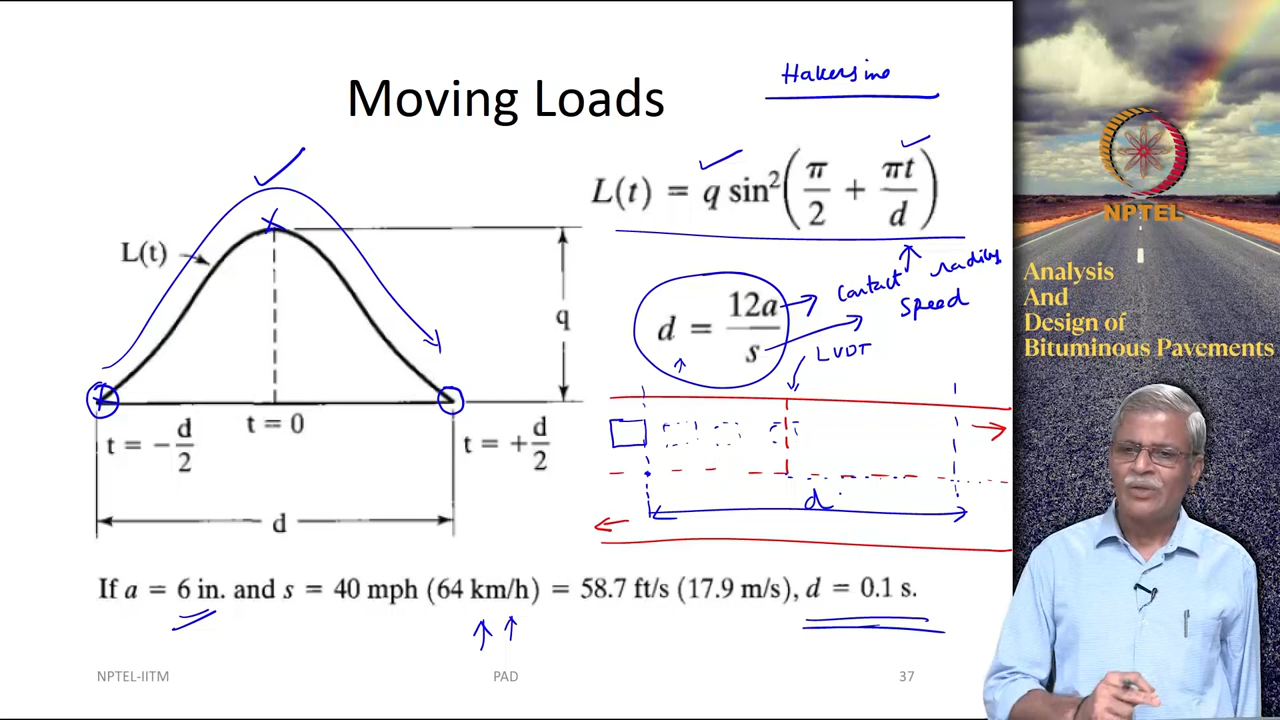 Moving Loads
Haversine
L(t) = q sin²(π/2 + πt/d)
L(t)
q
t = 0
t = −d/2
t = +d/2
d
d = 12a/s
Contact radius
Speed
LVDT
d
If a = 6 in. and s = 40 mph (64 km/h) = 58.7 ft/s (17.9 m/s), d = 0.1 s.
NPTEL-IITM
PAD
37
NPTEL
Analysis
And
Design of
Bituminous Pavements